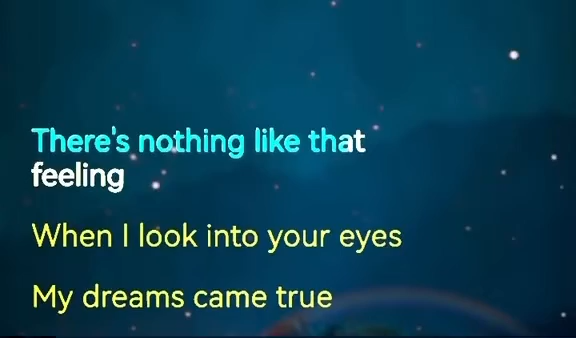 There's nothing like that
feeling
When I look into your eyes
My dreams came true